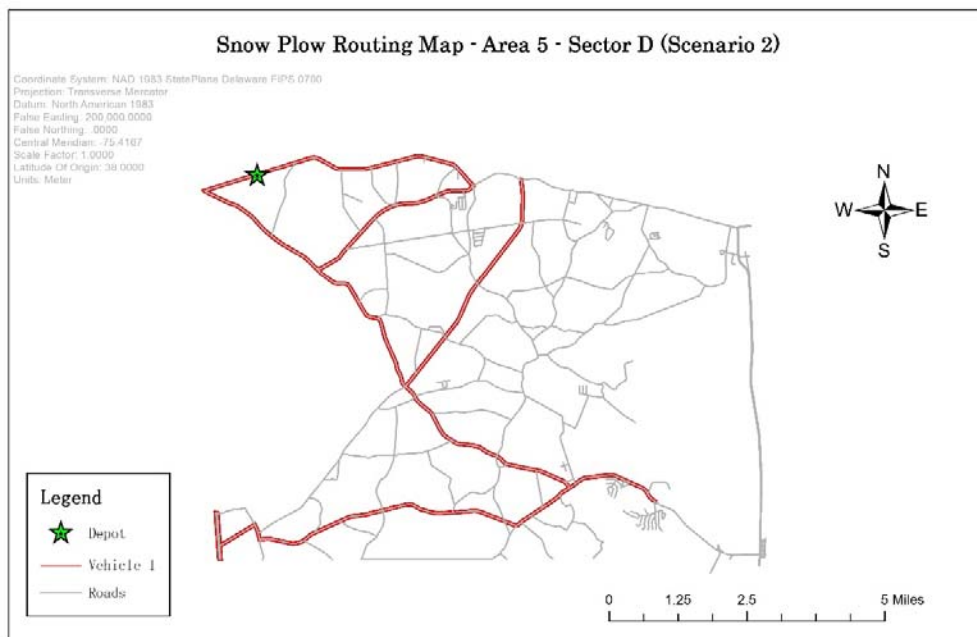 Snow Plow Routing Map - Area 5 - Sector D (Scenario 2)
Coordinate System: NAD 1983 StatePlane Delaware FIPS 0700
Projection: Transverse Mercator
Datum: North American 1983
False Easting: 200,000.0000
False Northing: .0000
Central Meridian: -75.4167
Scale Factor: 1.0000
Latitude Of Origin: 38.0000
Units: Meter
N
W E
S
Legend
Depot
Vehicle 1
Roads
0 1.25 2.5 5 Miles